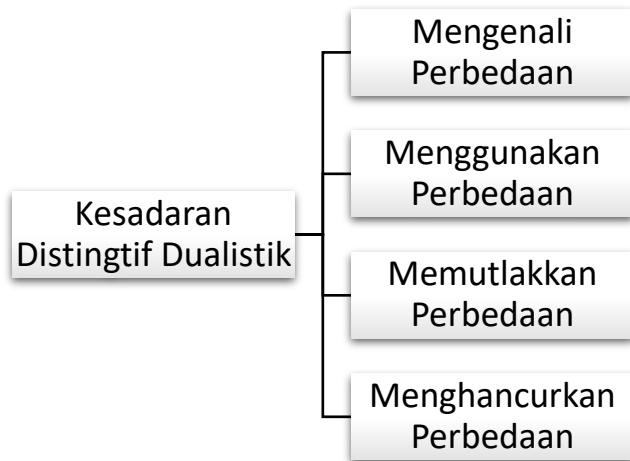 Kesadaran
Distingtif Dualistik
Mengenali
Perbedaan
Menggunakan
Perbedaan
Memutlakkan
Perbedaan
Menghancurkan
Perbedaan